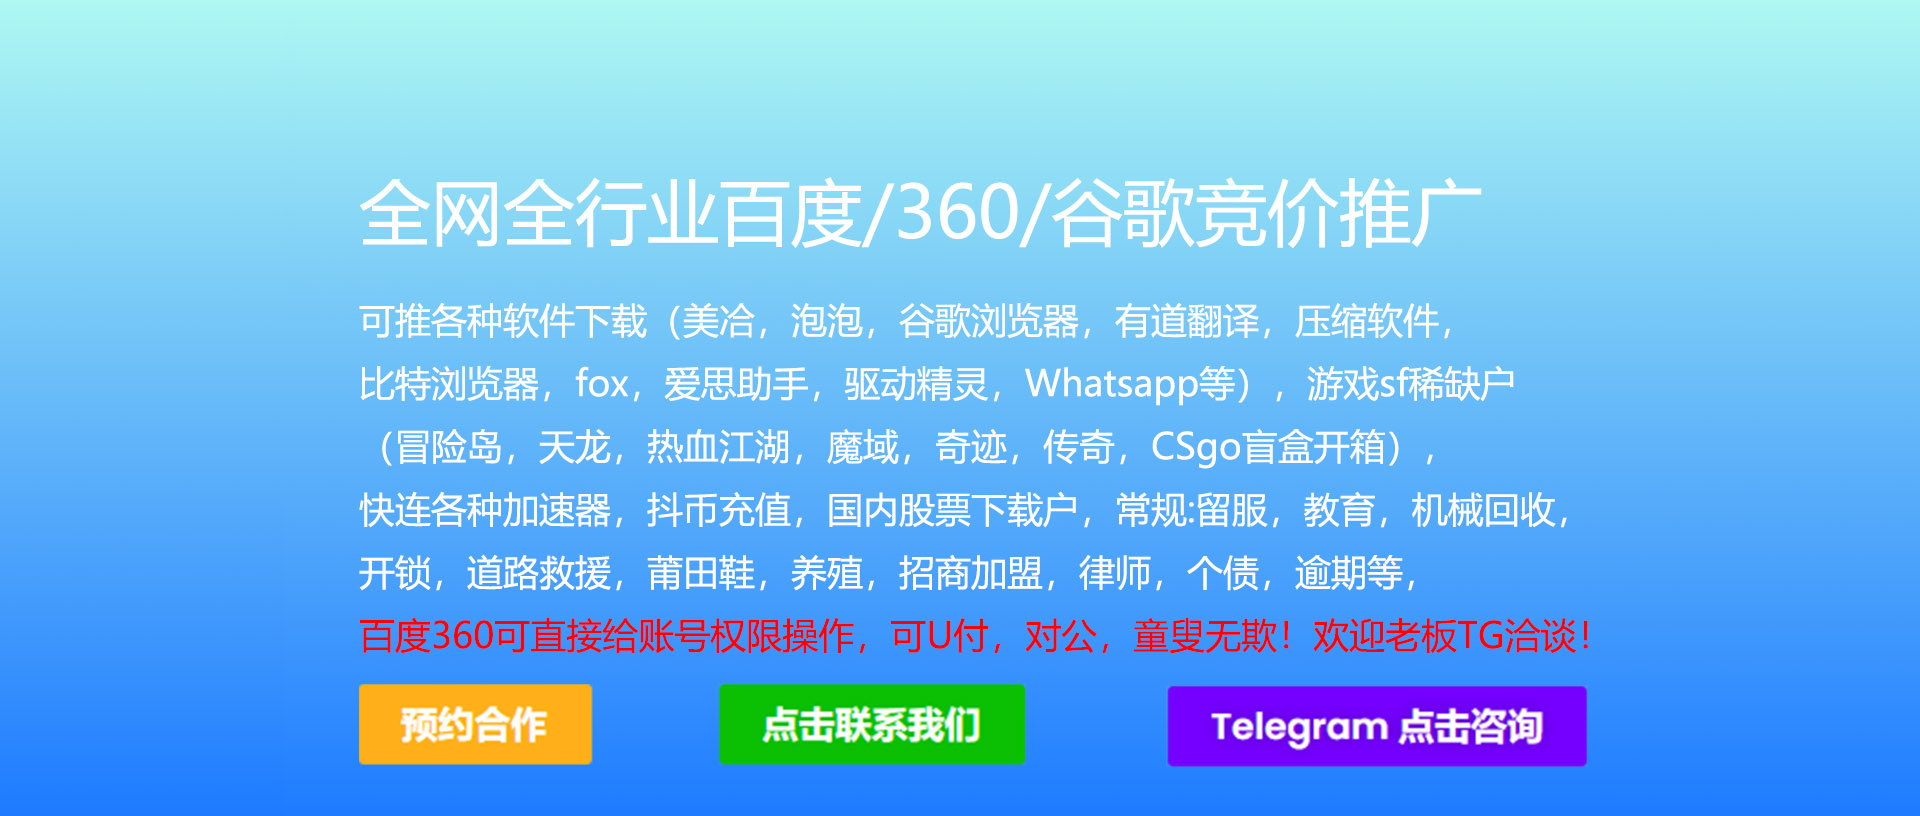 全网全行业百度/360/谷歌竞价推广
可推各种软件下载（美冾，泡泡，谷歌浏览器，有道翻译，压缩软件，
比特浏览器，fox，爱思助手，驱动精灵，Whatsapp等），游戏sf稀缺户
（冒险岛，天龙，热血江湖，魔域，奇迹，传奇，CSgo盲盒开箱），
快连各种加速器，抖币充值，国内股票下载户，常规:留服，教育，机械回收，
开锁，道路救援，莆田鞋，养殖，招商加盟，律师，个债，逾期等，
百度360可直接给账号权限操作，可U付，对公，童叟无欺！欢迎老板TG洽谈！
预约合作
点击联系我们
Telegram 点击咨询